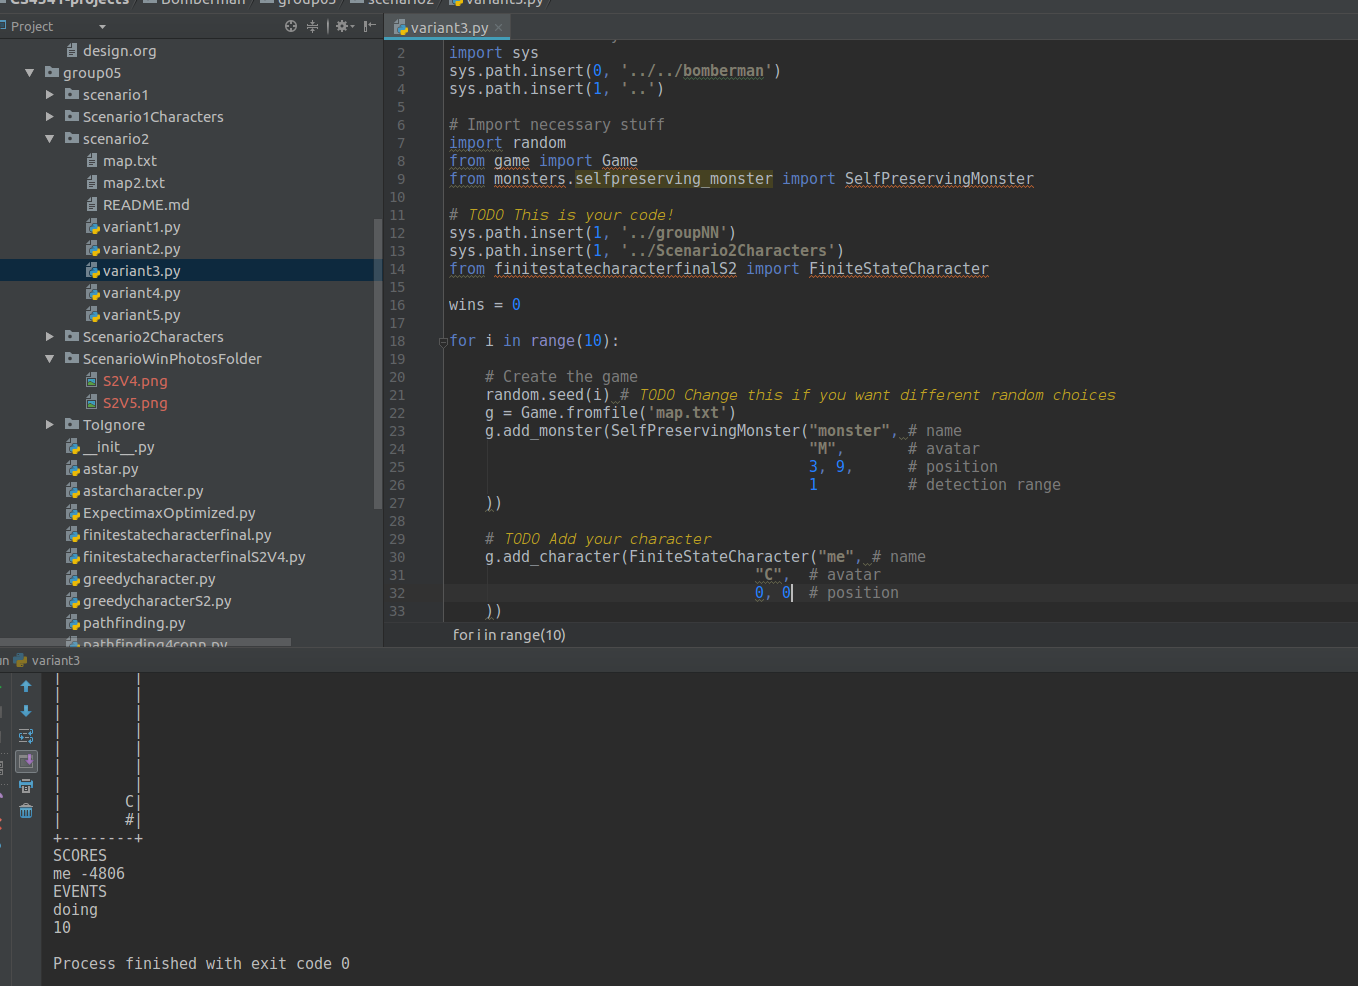 CS4341-projects Bomberman group05 scenario2 variant3.py
Project
variant3.py
design.org
group05
scenario1
Scenario1Characters
scenario2
map.txt
map2.txt
README.md
variant1.py
variant2.py
variant3.py
variant4.py
variant5.py
Scenario2Characters
ScenarioWinPhotosFolder
S2V4.png
S2V5.png
ToIgnore
__init__.py
astar.py
astarcharacter.py
ExpectimaxOptimized.py
finitestatecharacterfinal.py
finitestatecharacterfinalS2V4.py
greedycharacter.py
greedycharacterS2.py
pathfinding.py
pathfinding4conn.py
2 import sys
3 sys.path.insert(0, '../../bomberman')
4 sys.path.insert(1, '..')
5
6 # Import necessary stuff
7 import random
8 from game import Game
9 from monsters.selfpreserving_monster import SelfPreservingMonster
10
11 # TODO This is your code!
12 sys.path.insert(1, '../groupNN')
13 sys.path.insert(1, '../Scenario2Characters')
14 from finitestatecharacterfinalS2 import FiniteStateCharacter
15
16 wins = 0
17
18 for i in range(10):
19
20 # Create the game
21 random.seed(i) # TODO Change this if you want different random choices
22 g = Game.fromfile('map.txt')
23 g.add_monster(SelfPreservingMonster("monster", # name
24 "M", # avatar
25 3, 9, # position
26 1 # detection range
27 ))
28
29 # TODO Add your character
30 g.add_character(FiniteStateCharacter("me", # name
31 "C", # avatar
32 0, 0 # position
33 ))
for i in range(10)
variant3
| |
| |
| |
| |
| |
| |
| |
| C|
| #|
+--------+
SCORES
me -4806
EVENTS
doing
10
Process finished with exit code 0